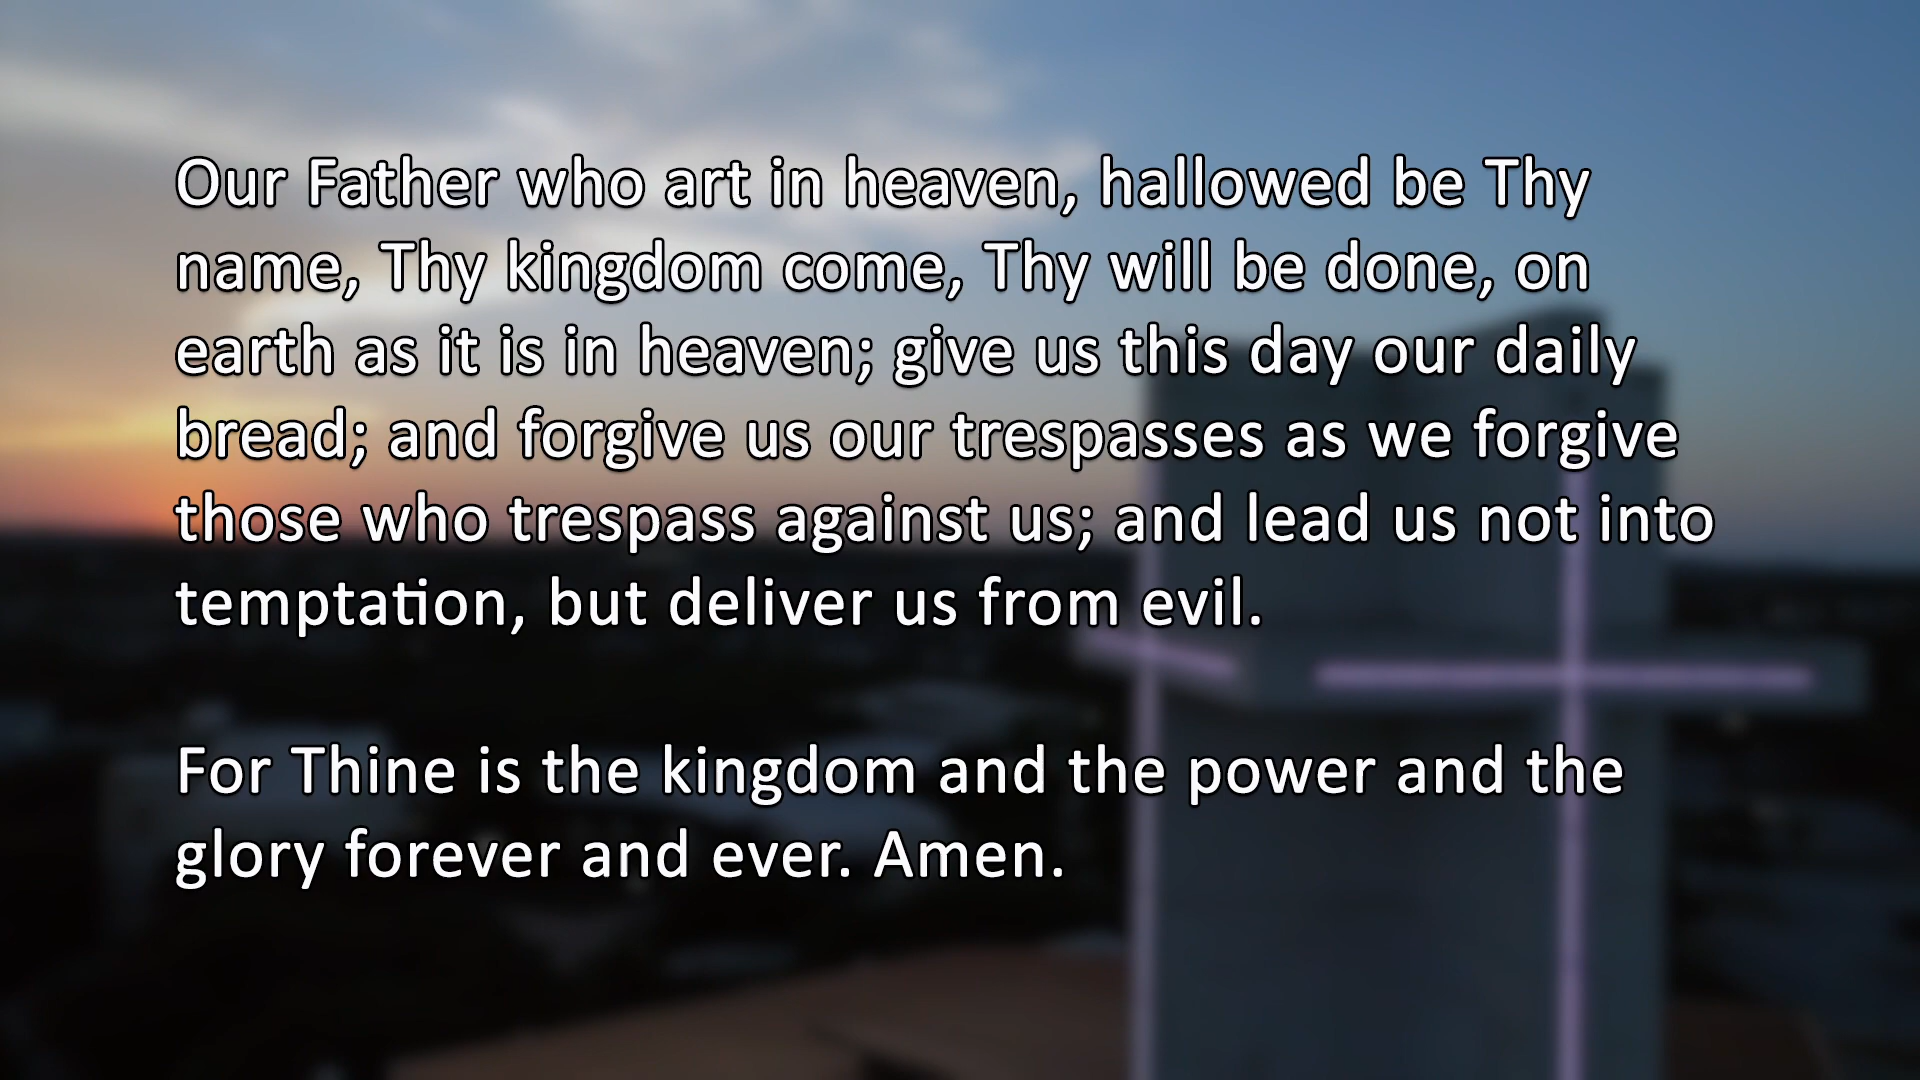 Our Father who art in heaven, hallowed be Thy
name, Thy kingdom come, Thy will be done, on
earth as it is in heaven; give us this day our daily
bread; and forgive us our trespasses as we forgive
those who trespass against us; and lead us not into
temptation, but deliver us from evil.
For Thine is the kingdom and the power and the
glory forever and ever. Amen.